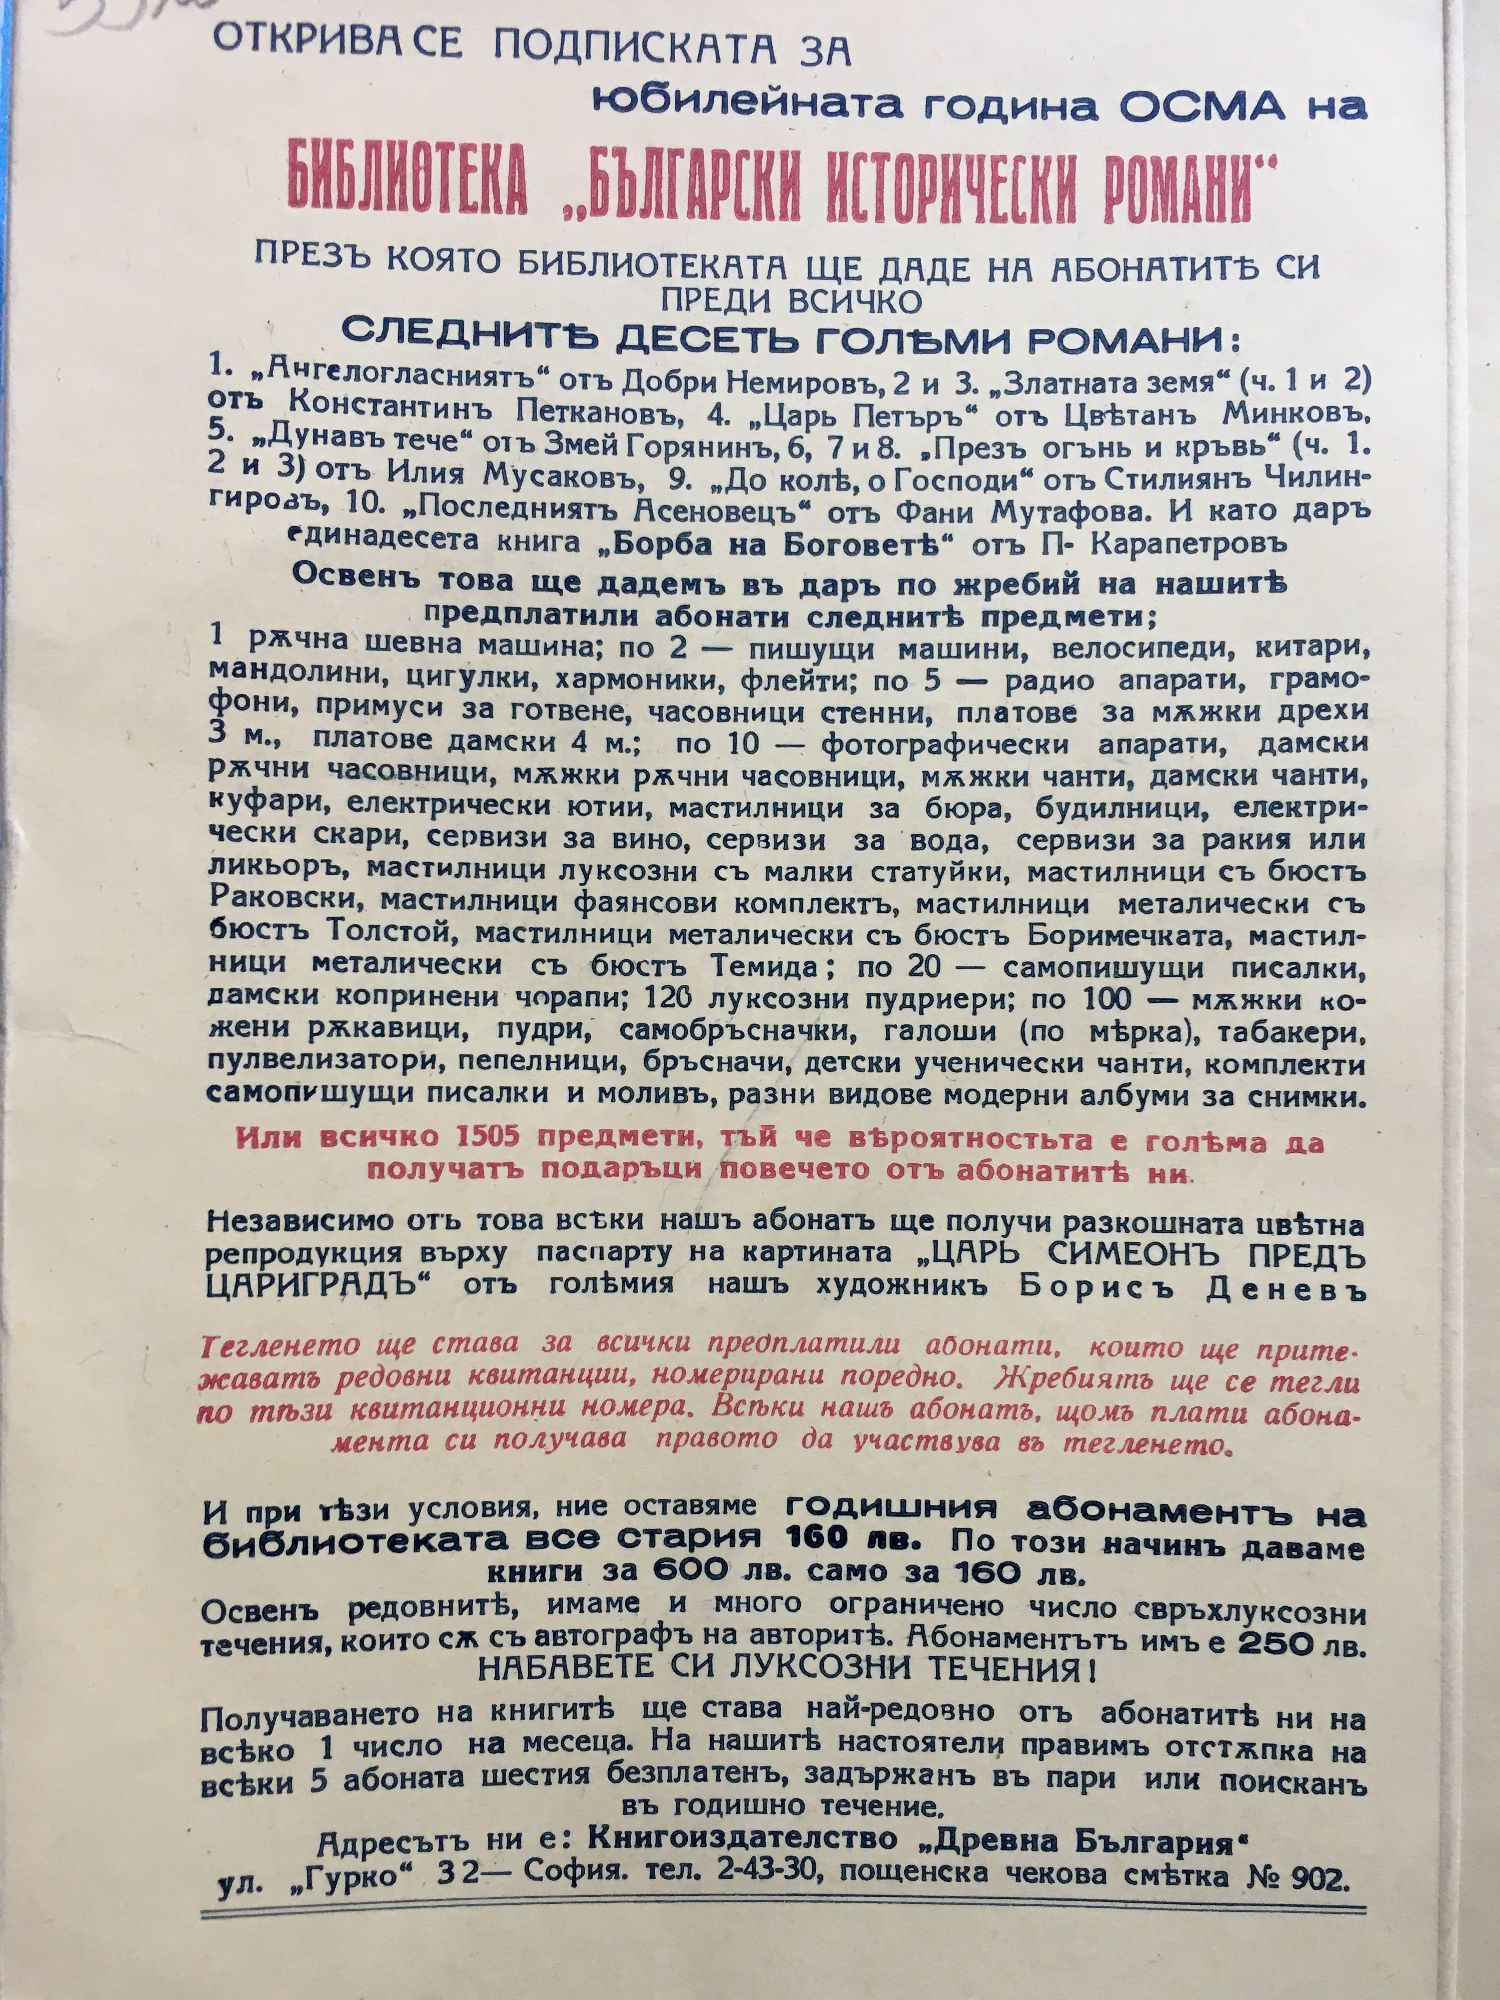 ОТКРИВА СЕ ПОДПИСКАТА ЗА
юбилейната година ОСМА на
БИБЛИОТЕКА „БЪЛГАРСКИ ИСТОРИЧЕСКИ РОМАНИ“
ПРЕЗЪ КОЯТО БИБЛИОТЕКАТА ЩЕ ДАДЕ НА АБОНАТИТѢ СИ
ПРЕДИ ВСИЧКО
СЛЕДНИТѢ ДЕСЕТЬ ГОЛѢМИ РОМАНИ:
1. „Ангелогласниятъ“ отъ Добри Немировъ, 2 и 3. „Златната земя“ (ч. 1 и 2)
отъ Константинъ Петкановъ, 4. „Царь Петъръ“ отъ Цвѣтанъ Минковъ,
5. „Дунавъ тече“ отъ Змей Горянинъ, 6, 7 и 8. „Презъ огънь и кръвь“ (ч. 1.
2 и 3) отъ Илия Мусаковъ, 9. „До колѣ, о Господи“ отъ Стилиянъ Чилин-
гировъ, 10. „Последниятъ Асеновецъ“ отъ Фани Мутафова. И като даръ
единадесета книга „Борба на Боговетѣ“ отъ П- Карапетровъ
Освенъ това ще дадемъ въ даръ по жребий на нашитѣ
предплатили абонати следнитѣ предмети;
1 рѫчна шевна машина; по 2 — пишущи машини, велосипеди, китари,
мандолини, цигулки, хармоники, флейти; по 5 — радио апарати, грамо-
фони, примуси за готвене, часовници стенни, платове за мѫжки дрехи
3 м., платове дамски 4 м.; по 10 — фотографически апарати, дамски
рѫчни часовници, мѫжки рѫчни часовници, мѫжки чанти, дамски чанти,
куфари, електрически ютии, мастилници за бюра, будилници, електри-
чески скари, сервизи за вино, сервизи за вода, сервизи за ракия или
ликьоръ, мастилници луксозни съ малки статуйки, мастилници съ бюстъ
Раковски, мастилници фаянсови комплектъ, мастилници металически съ
бюстъ Толстой, мастилници металически съ бюстъ Боримечката, мастил-
ници металически съ бюстъ Темида; по 20 — самопишущи писалки,
дамски копринени чорапи; 120 луксозни пудриери; по 100 — мѫжки ко-
жени рѫкавици, пудри, самобръсначки, галоши (по мѣрка), табакери,
пулвелизатори, пепелници, бръсначи, детски ученически чанти, комплекти
самопишущи писалки и моливъ, разни видове модерни албуми за снимки.
Или всичко 1505 предмети, тъй че вѣроятностьта е голѣма да
получатъ подаръци повечето отъ абонатитѣ ни.
Независимо отъ това всѣки нашъ абонатъ ще получи разкошната цвѣтна
репродукция върху паспарту на картината „ЦАРЬ СИМЕОНЪ ПРЕДЪ
ЦАРИГРАДЪ“ отъ голѣмия нашъ художникъ Борисъ Деневъ
Тегленето ще става за всички предплатили абонати, които ще прите-
жаватъ редовни квитанции, номерирани поредно. Жребиятъ ще се тегли
по тѣзи квитанционни номера. Всѣки нашъ абонатъ, щомъ плати абона-
мента си получава правото да участвува въ тегленето.
И при тѣзи условия, ние оставяме годишния абонаментъ на
библиотеката все стария 160 лв. По този начинъ даваме
книги за 600 лв. само за 160 лв.
Освенъ редовнитѣ, имаме и много ограничено число свръхлуксозни
течения, които сѫ съ автографъ на авторитѣ. Абонаментътъ имъ е 250 лв.
НАБАВЕТЕ СИ ЛУКСОЗНИ ТЕЧЕНИЯ!
Получаването на книгитѣ ще става най-редовно отъ абонатитѣ ни на
всѣко 1 число на месеца. На нашитѣ настоятели правимъ отстѫпка на
всѣки 5 абоната шестия безплатенъ, задържанъ въ пари или поисканъ
въ годишно течение.
Адресътъ ни е: Книгоиздателство „Древна България“
ул. „Гурко“ 32— София. тел. 2-43-30, пощенска чекова смѣтка № 902.